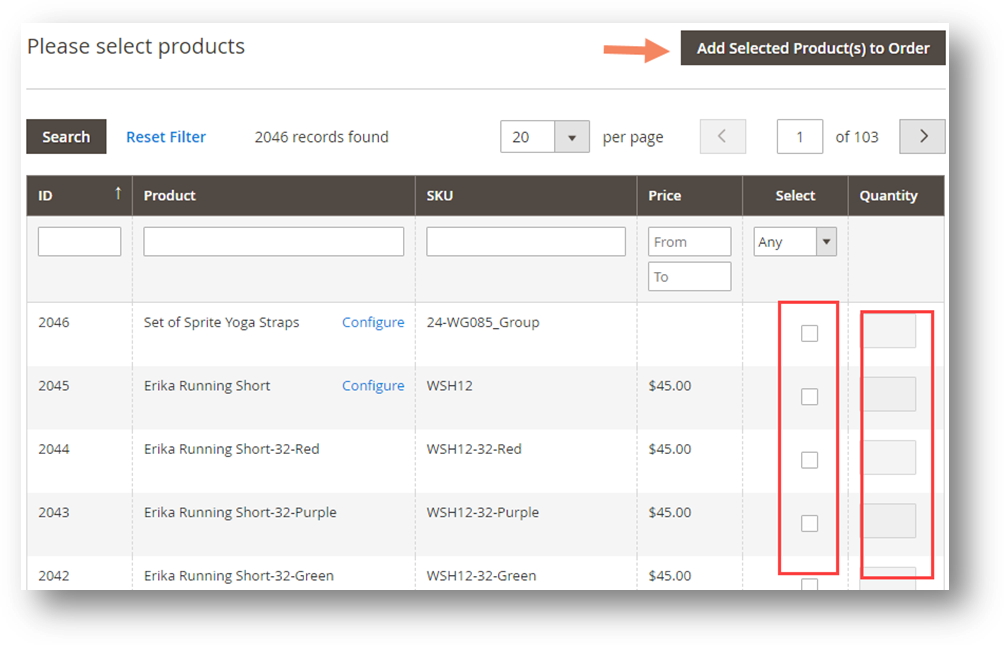 Please select products
Add Selected Product(s) to Order
Search Reset Filter 2046 records found 20 per page 1 of 103
ID Product SKU Price Select Quantity
From Any
To
2046 Set of Sprite Yoga Straps Configure 24-WG085_Group
2045 Erika Running Short Configure WSH12 $45.00
2044 Erika Running Short-32-Red WSH12-32-Red $45.00
2043 Erika Running Short-32-Purple WSH12-32-Purple $45.00
2042 Erika Running Short-32-Green WSH12-32-Green $45.00